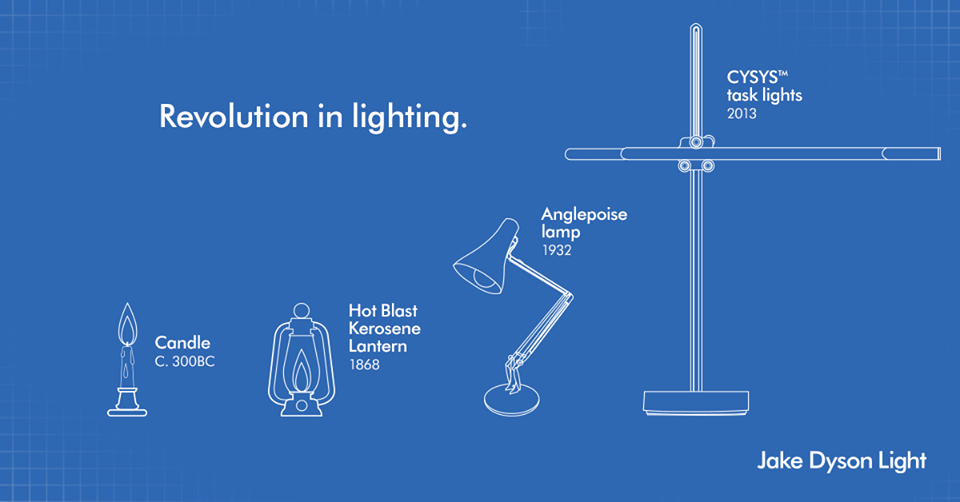 Revolution in lighting.
Candle
C. 300BC
Hot Blast
Kerosene
Lantern
1868
Anglepoise
lamp
1932
CYSYS™
task lights
2013
Jake Dyson Light